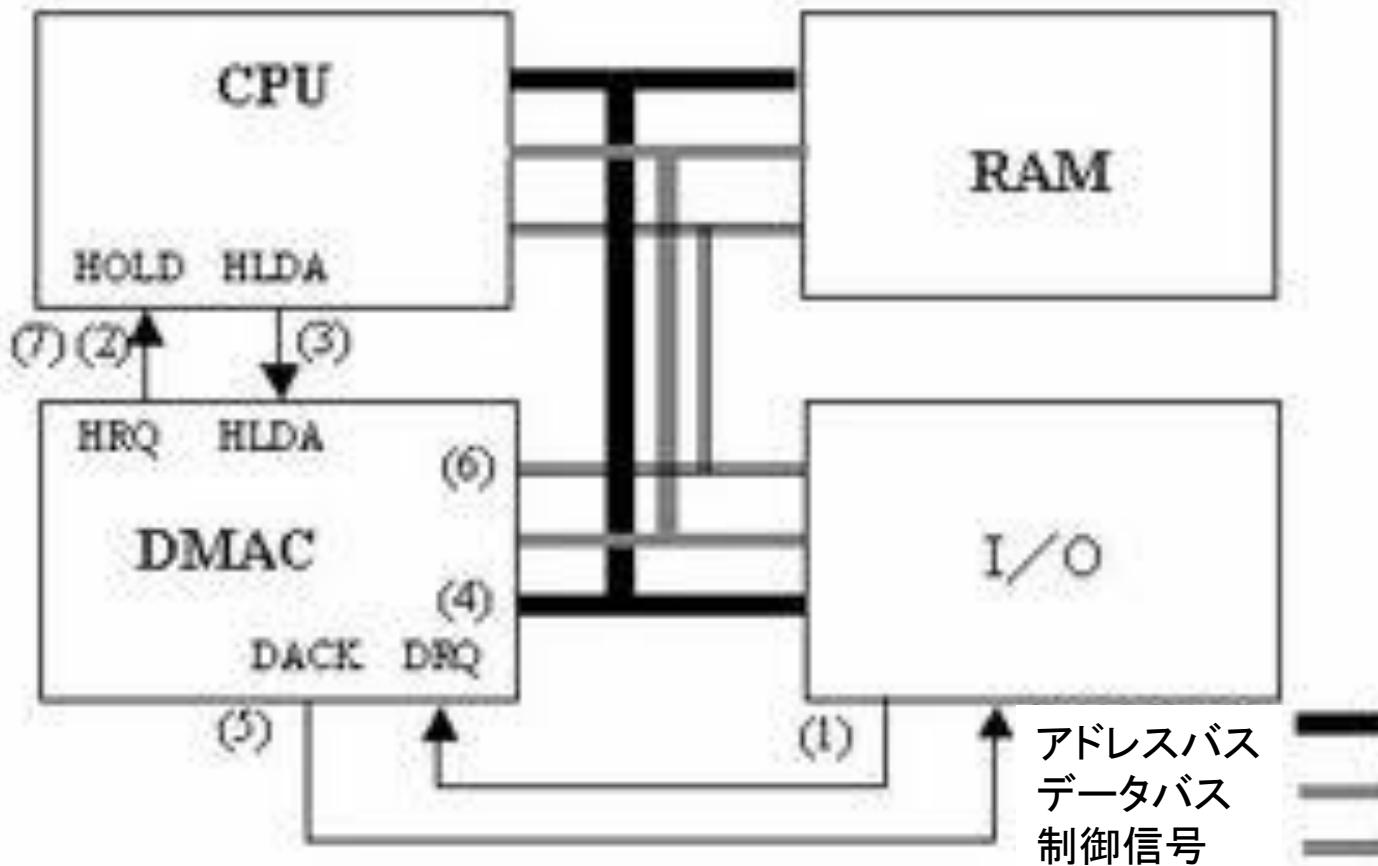 CPU
RAM
HOLD HLDA
(7) (2) (3)
HRQ HLDA
(6)
DMAC
I/O
(4)
DACK DRQ
(5)
(1)
アドレスバス
データバス
制御信号